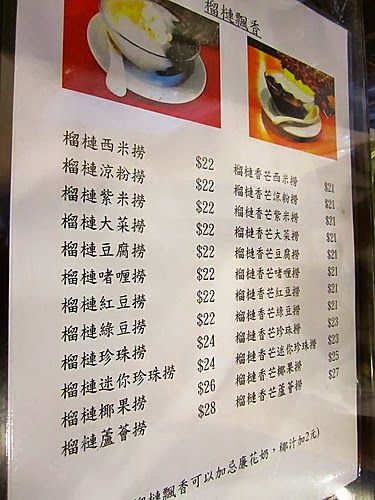 榴槤飄香
榴槤西米撈 $22
榴槤涼粉撈 $22
榴槤紫米撈 $22
榴槤大菜撈 $22
榴槤豆腐撈 $22
榴槤啫喱撈 $22
榴槤紅豆撈 $22
榴槤綠豆撈 $22
榴槤珍珠撈 $24
榴槤迷你珍珠撈 $24
榴槤椰果撈 $26
榴槤蘆薈撈 $28
榴槤香芒西米撈 $21
榴槤香芒涼粉撈 $21
榴槤香芒紫米撈 $21
榴槤香芒大菜撈 $21
榴槤香芒豆腐撈 $21
榴槤香芒啫喱撈 $21
榴槤香芒紅豆撈 $21
榴槤香芒綠豆撈 $21
榴槤香芒珍珠撈 $23
榴槤香芒迷你珍珠撈 $23
榴槤香芒椰果撈 $25
榴槤香芒蘆薈撈 $27
榴槤飄香可以加忌廉花奶，椰汁加2元)